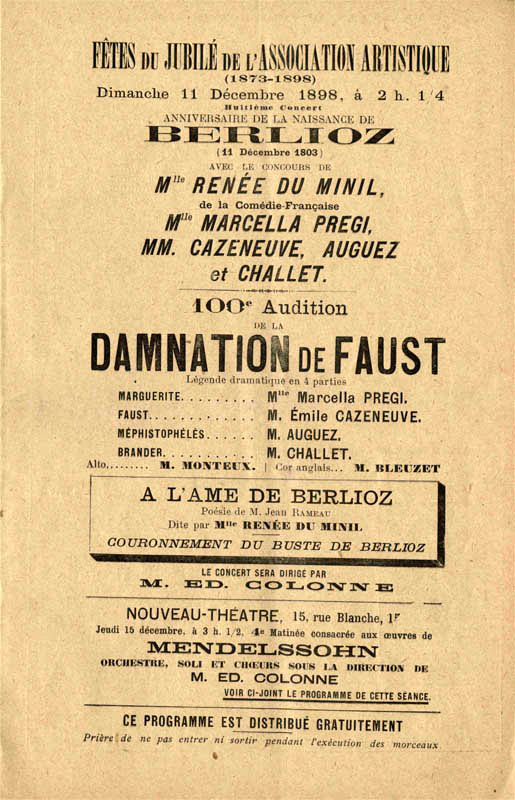 FÊTES DU JUBILÉ DE L'ASSOCIATION ARTISTIQUE
(1873-1898)
Dimanche 11 Décembre 1898, à 2 h. 1/4
Huitième Concert
ANNIVERSAIRE DE LA NAISSANCE DE
BERLIOZ
(11 Décembre 1803)
AVEC LE CONCOURS DE
Mlle RENÉE DU MINIL,
de la Comédie-Française
Mlle MARCELLA PREGI,
MM. CAZENEUVE, AUGUEZ
et CHALLET.
100e Audition
DE LA
DAMNATION DE FAUST
Légende dramatique en 4 parties
MARGUERITE......... Mlle Marcella PREGI.
FAUST............ M. Émile CAZENEUVE.
MÉPHISTOPHÉLÈS...... M. AUGUEZ.
BRANDER.......... M. CHALLET.
Alto,........ M. MONTEUX. | Cor anglais... M. BLEUZET
A L'AME DE BERLIOZ
Poésie de M. Jean RAMEAU
Dite par Mlle RENÉE DU MINIL
COURONNEMENT DU BUSTE DE BERLIOZ
LE CONCERT SERA DIRIGÉ PAR
M. ED. COLONNE
NOUVEAU-THÉATRE, 15, rue Blanche, 1r
Jeudi 15 décembre, à 3 h. 1/2, 4e Matinée consacrée aux œuvres de
MENDELSSOHN
ORCHESTRE, SOLI ET CHŒURS SOUS LA DIRECTION DE
M. ED. COLONNE
VOIR CI-JOINT LE PROGRAMME DE CETTE SÉANCE.
CE PROGRAMME EST DISTRIBUÉ GRATUITEMENT
Prière de ne pas entrer ni sortir pendant l'exécution des morceaux